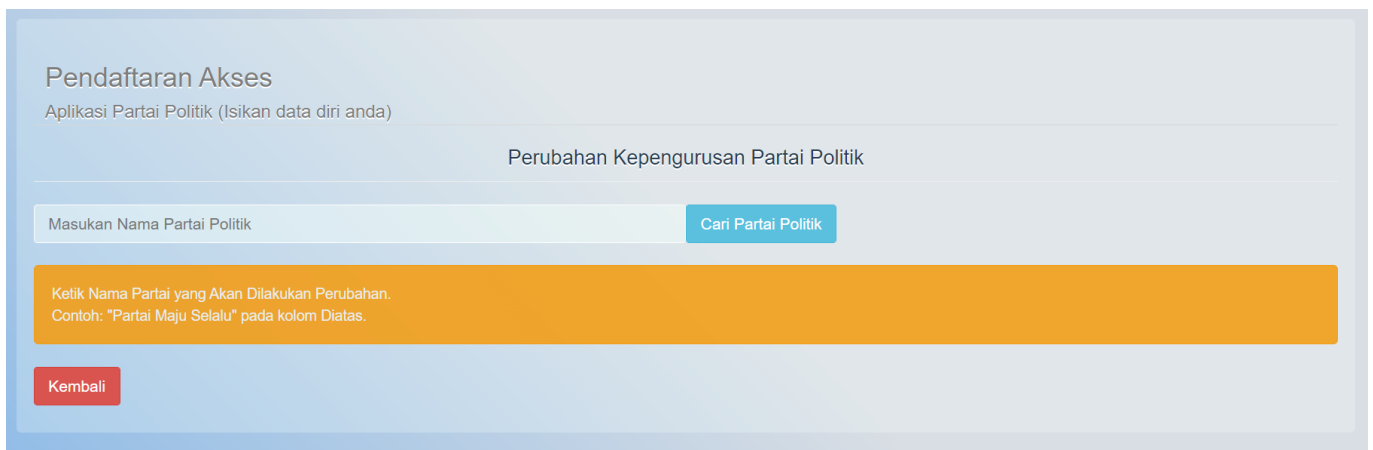 Pendaftaran Akses
Aplikasi Partai Politik (Isikan data diri anda)
Perubahan Kepengurusan Partai Politik
Masukan Nama Partai Politik
Cari Partai Politik
Ketik Nama Partai yang Akan Dilakukan Perubahan.
Contoh: "Partai Maju Selalu" pada kolom Diatas.
Kembali